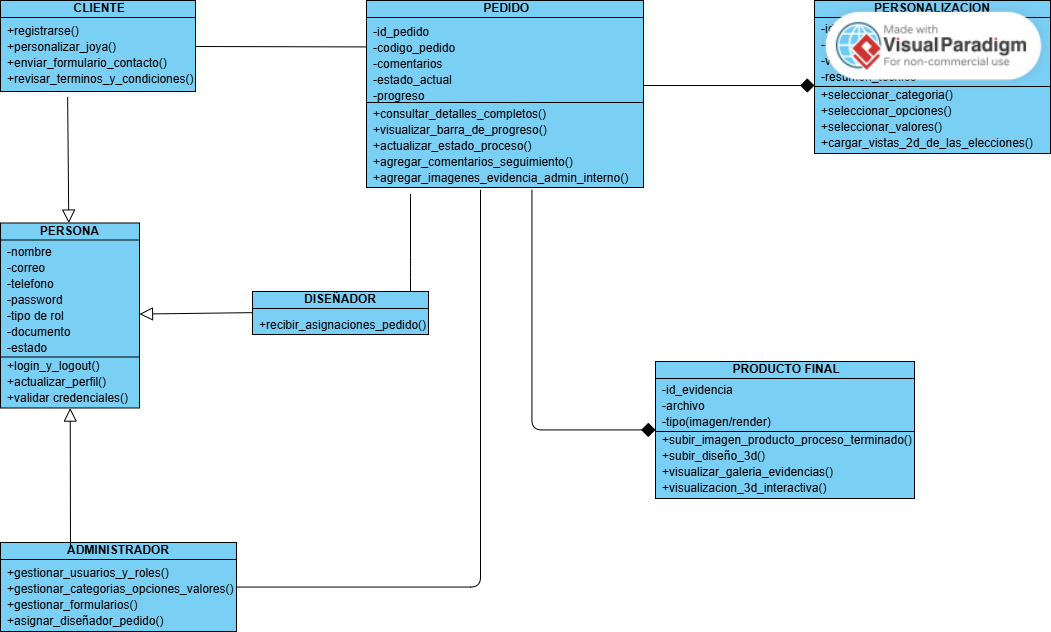 CLIENTE
+registrarse()
+personalizar_joya()
+enviar_formulario_contacto()
+revisar_terminos_y_condiciones()
PEDIDO
-id_pedido
-codigo_pedido
-comentarios
-estado_actual
-progreso
+consultar_detalles_completos()
+visualizar_barra_de_progreso()
+actualizar_estado_proceso()
+agregar_comentarios_seguimiento()
+agregar_imagenes_evidencia_admin_interno()
PERSONALIZACION
Made with
VisualParadigm
For non-commercial use
+seleccionar_categoria()
+seleccionar_opciones()
+seleccionar_valores()
+cargar_vistas_2d_de_las_elecciones()
PERSONA
-nombre
-correo
-telefono
-password
-tipo de rol
-documento
-estado
+login_y_logout()
+actualizar_perfil()
+validar credenciales()
DISEÑADOR
+recibir_asignaciones_pedido()
PRODUCTO FINAL
-id_evidencia
-archivo
-tipo(imagen/render)
+subir_imagen_producto_proceso_terminado()
+subir_diseño_3d()
+visualizar_galeria_evidencias()
+visualizacion_3d_interactiva()
ADMINISTRADOR
+gestionar_usuarios_y_roles()
+gestionar_categorias_opciones_valores()
+gestionar_formularios()
+asignar_diseñador_pedido()